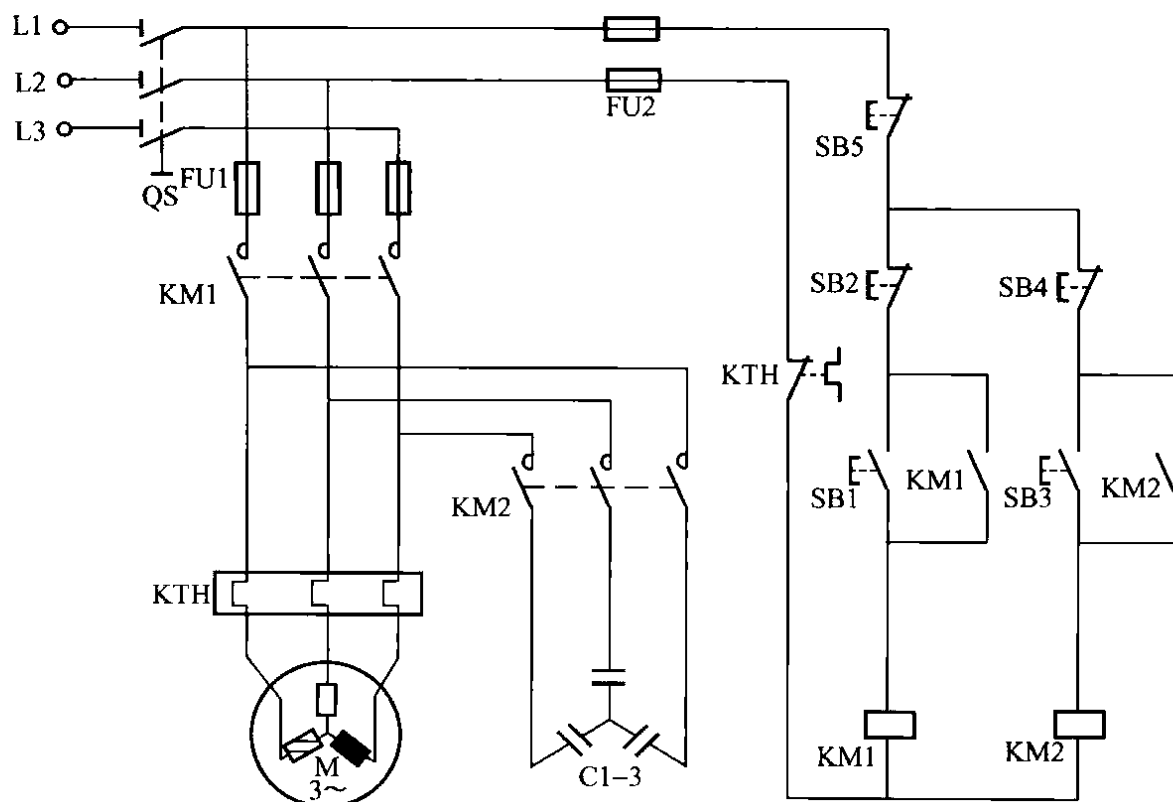 L1
L2
L3
QS
FU1
FU2
SB5
SB2
SB4
KM1
KTH
SB1
KM1
SB3
KM2
KM2
KTH
M
3～
C1-3
KM1
KM2